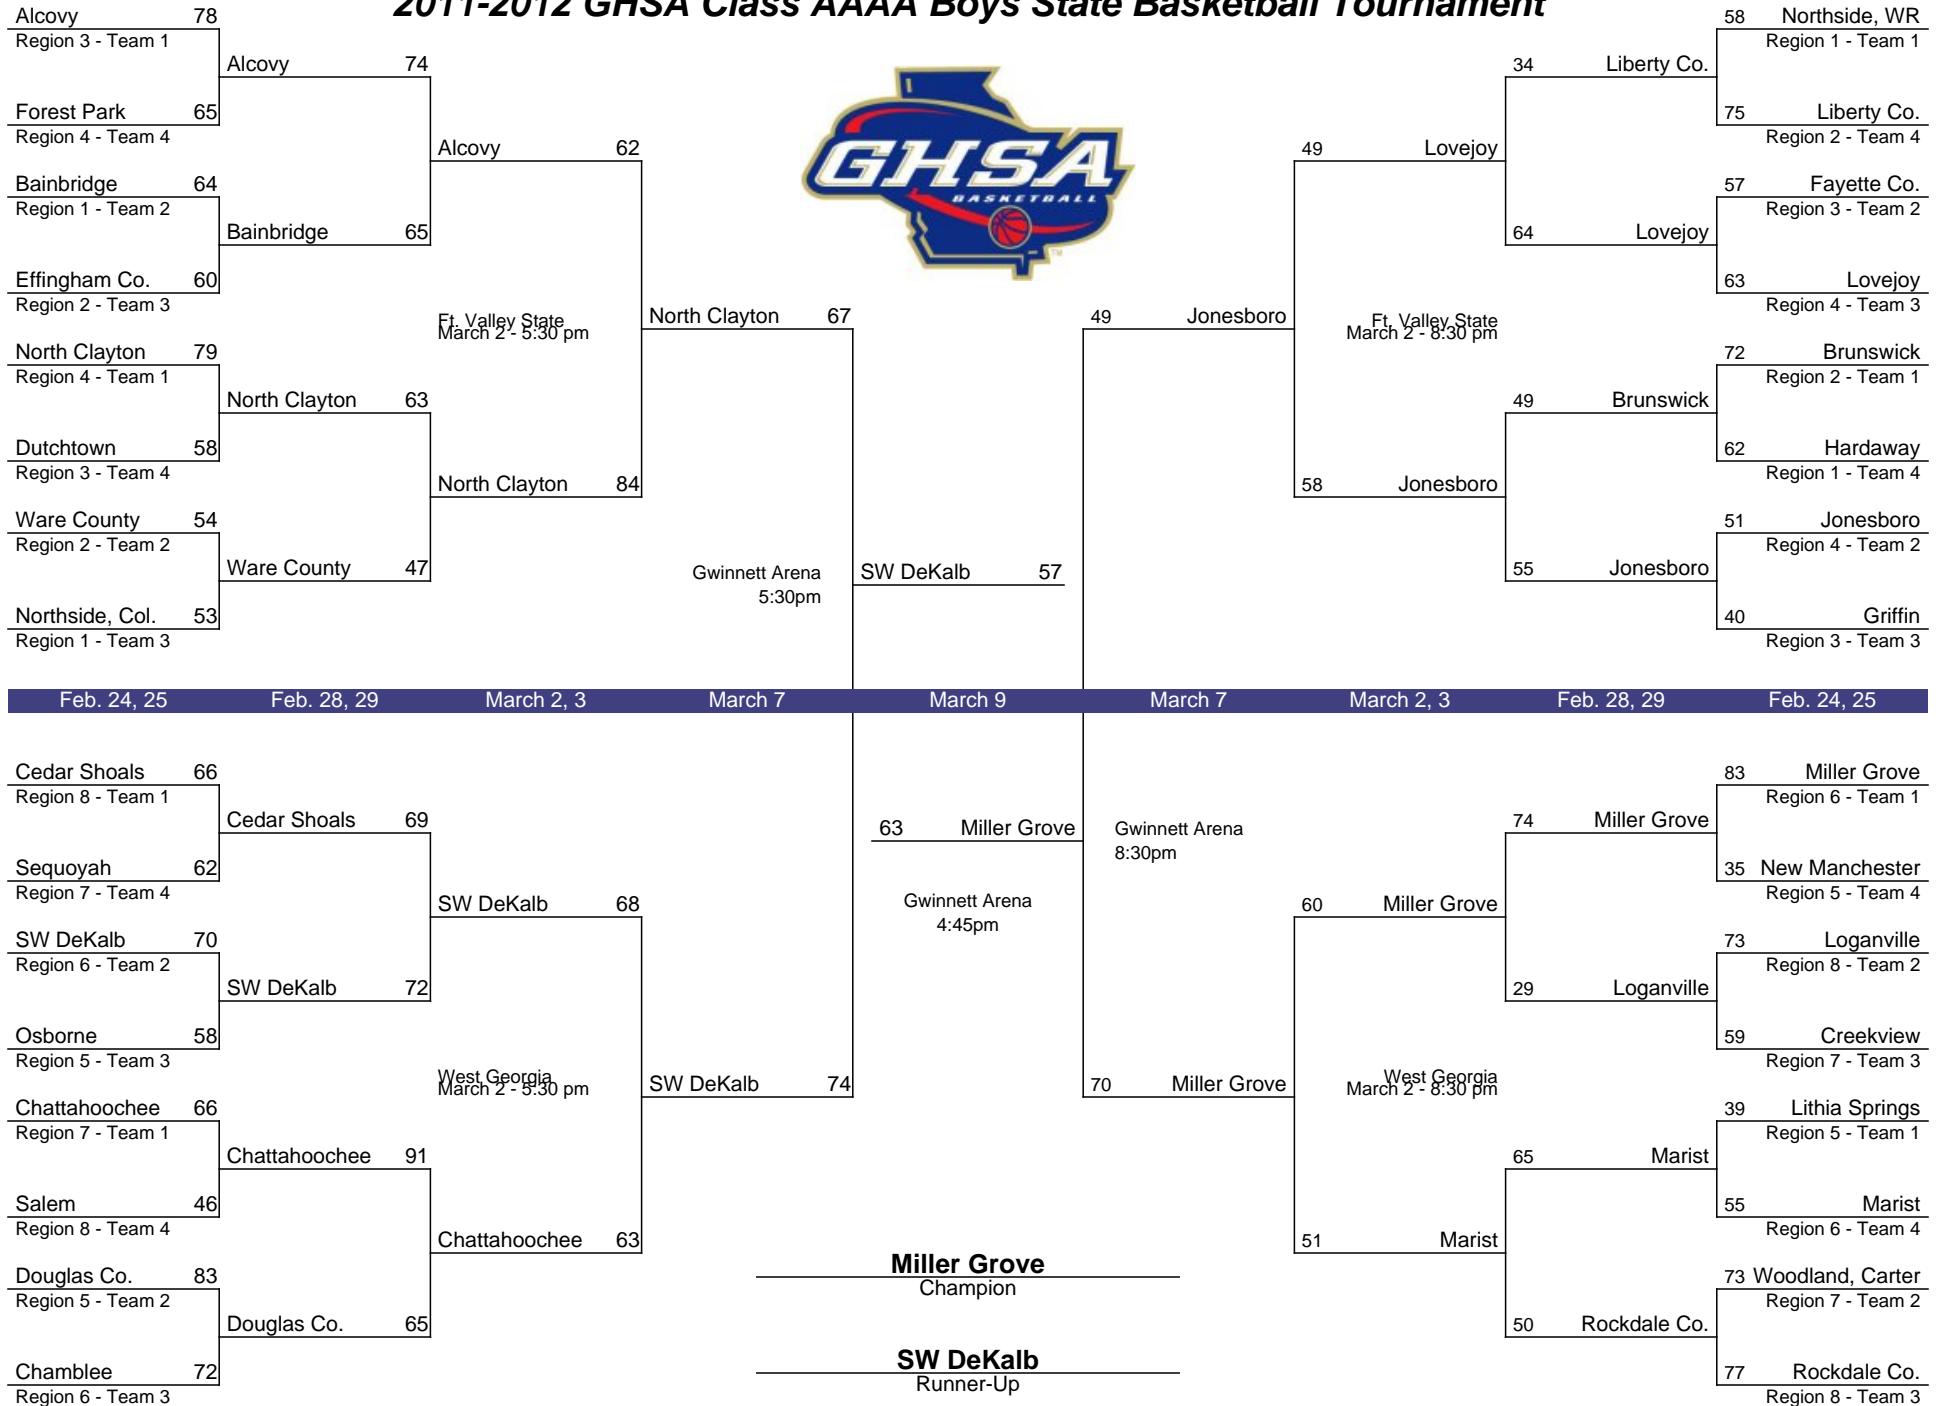 2011-2012 GHSA Class AAAA Boys State Basketball Tournament
Alcovy 78
Region 3 - Team 1
Forest Park 65
Region 4 - Team 4
Bainbridge 64
Region 1 - Team 2
Effingham Co. 60
Region 2 - Team 3
North Clayton 79
Region 4 - Team 1
Dutchtown 58
Region 3 - Team 4
Ware County 54
Region 2 - Team 2
Northside, Col. 53
Region 1 - Team 3
Alcovy 74
Bainbridge 65
North Clayton 63
Ware County 47
Alcovy 62
Ft. Valley State
March 2 - 5:30 pm
North Clayton 84
North Clayton 67
Gwinnett Arena
5:30pm
SW DeKalb 57
GHSA
BASKETBALL
TM
49 Jonesboro
49 Lovejoy
Ft. Valley State
March 2 - 8:30 pm
58 Jonesboro
34 Liberty Co.
64 Lovejoy
49 Brunswick
55 Jonesboro
58 Northside, WR
Region 1 - Team 1
75 Liberty Co.
Region 2 - Team 4
57 Fayette Co.
Region 3 - Team 2
63 Lovejoy
Region 4 - Team 3
72 Brunswick
Region 2 - Team 1
62 Hardaway
Region 1 - Team 4
51 Jonesboro
Region 4 - Team 2
40 Griffin
Region 3 - Team 3
Feb. 24, 25 Feb. 28, 29 March 2, 3 March 7 March 9 March 7 March 2, 3 Feb. 28, 29 Feb. 24, 25
Cedar Shoals 66
Region 8 - Team 1
Sequoyah 62
Region 7 - Team 4
SW DeKalb 70
Region 6 - Team 2
Osborne 58
Region 5 - Team 3
Chattahoochee 66
Region 7 - Team 1
Salem 46
Region 8 - Team 4
Douglas Co. 83
Region 5 - Team 2
Chamblee 72
Region 6 - Team 3
Cedar Shoals 69
SW DeKalb 72
Chattahoochee 91
Douglas Co. 65
SW DeKalb 68
West Georgia
March 2 - 5:30 pm
Chattahoochee 63
SW DeKalb 74
63 Miller Grove
Gwinnett Arena
4:45pm
Gwinnett Arena
8:30pm
70 Miller Grove
60 Miller Grove
West Georgia
March 2 - 8:30 pm
51 Marist
74 Miller Grove
29 Loganville
65 Marist
50 Rockdale Co.
83 Miller Grove
Region 6 - Team 1
35 New Manchester
Region 5 - Team 4
73 Loganville
Region 8 - Team 2
59 Creekview
Region 7 - Team 3
39 Lithia Springs
Region 5 - Team 1
55 Marist
Region 6 - Team 4
73 Woodland, Carter
Region 7 - Team 2
77 Rockdale Co.
Region 8 - Team 3
Miller Grove
Champion
SW DeKalb
Runner-Up